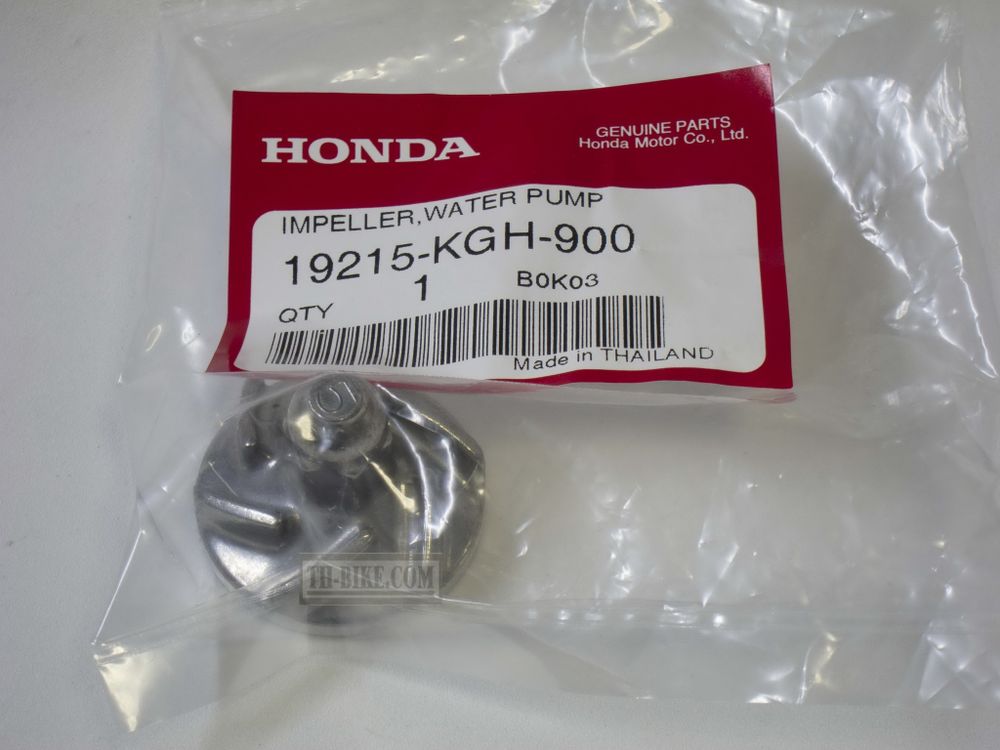 HONDA
GENUINE PARTS
Honda Motor Co., Ltd.
IMPELLER,WATER PUMP
19215-KGH-900
1
B0K03
QTY
Made in THAILAND
TH-BIKE.COM